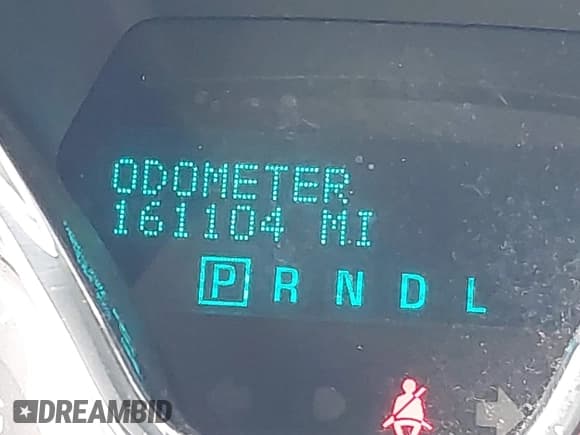 ODOMETER
161104 MI
P R N D L
DREAMBID